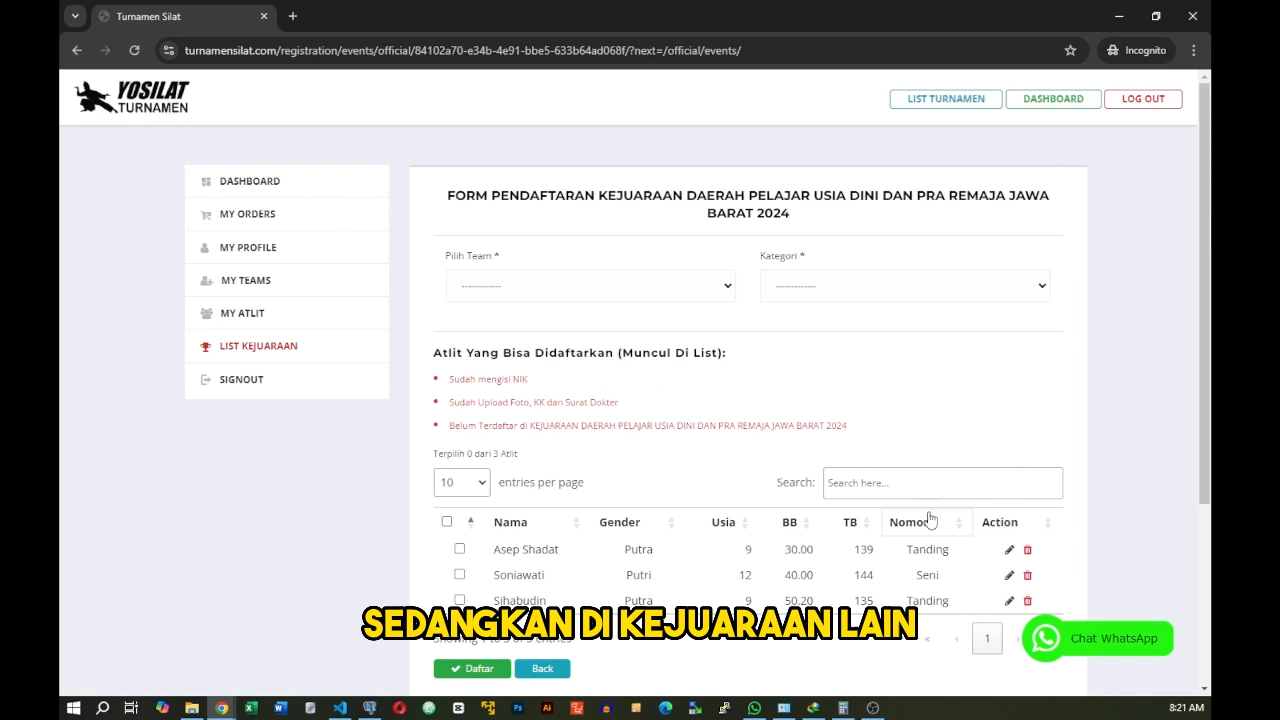 Turnamen Silat
turnamensilat.com/registration/events/official/84102a70-e34b-4e91-bbe5-633b64ad068f/?next=/official/events/
Incognito
YOSILAT
TURNAMEN
LIST TURNAMEN
DASHBOARD
LOG OUT
DASHBOARD
MY ORDERS
MY PROFILE
MY TEAMS
MY ATLIT
LIST KEJUARAAN
SIGNOUT
FORM PENDAFTARAN KEJUARAAN DAERAH PELAJAR USIA DINI DAN PRA REMAJA JAWA
BARAT 2024
Pilih Team * Kategori *
------------- -------------
Atlit Yang Bisa Didaftarkan (Muncul Di List):
Sudah mengisi NIK
Sudah Upload Foto, KK dan Surat Dokter
Belum Terdaftar di KEJUARAAN DAERAH PELAJAR USIA DINI DAN PRA REMAJA JAWA BARAT 2024
Terpilih 0 dari 3 Atlit
10 entries per page Search: Search here...
Nama Gender Usia BB TB Nomor Action
Asep Shadat Putra 9 30.00 139 Tanding
Soniawati Putri 12 40.00 144 Seni
Sihabudin Putra 9 50.20 135 Tanding
SEDANGKAN DI KEJUARAAN LAIN
« ‹ 1 ›
Chat WhatsApp
Daftar Back
8:21 AM